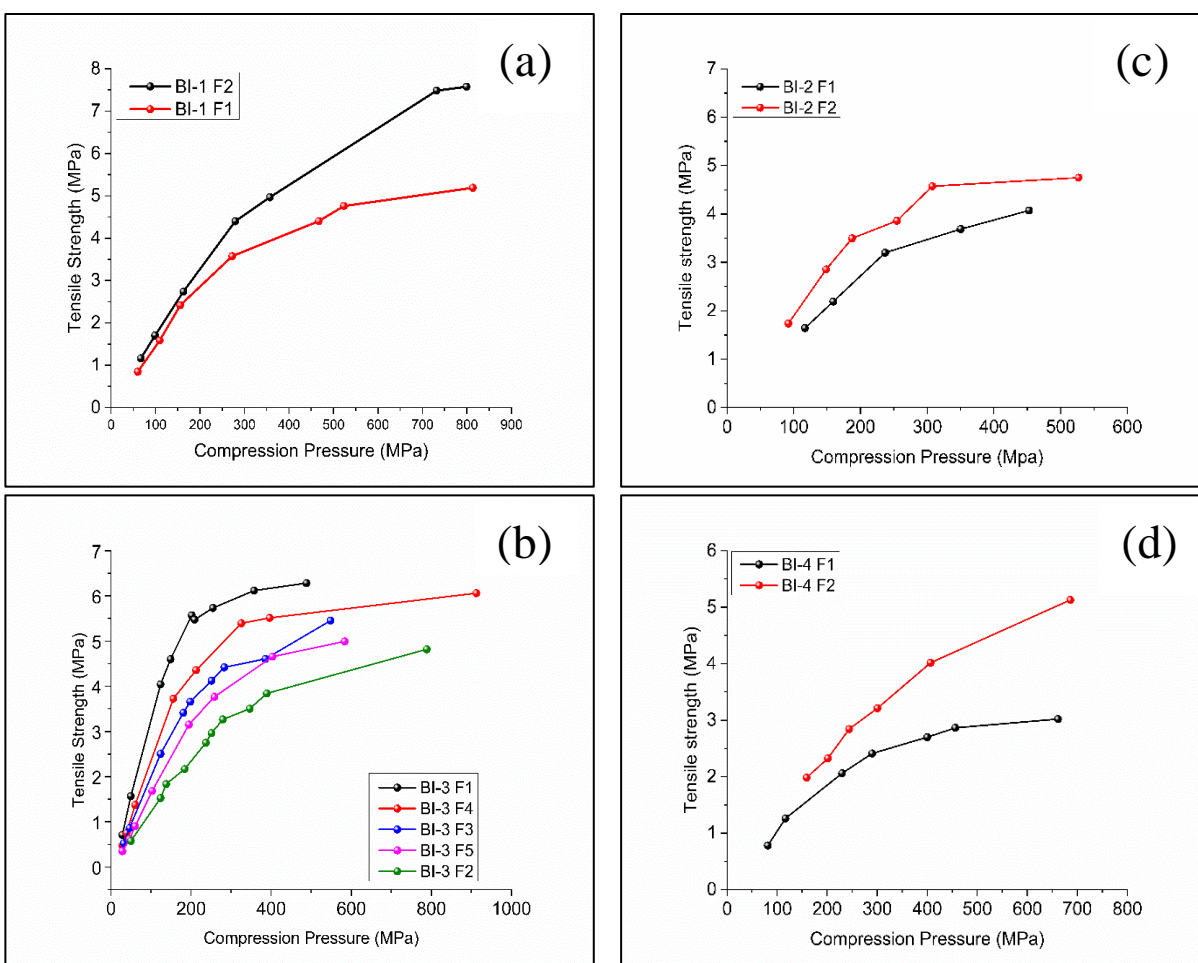 (a)
BI-1 F2
BI-1 F1
Tensile Strength (MPa)
8
7
6
5
4
3
2
1
0
0 100 200 300 400 500 600 700 800 900
Compression Pressure (MPa)
(c)
BI-2 F1
BI-2 F2
Tensile strength (MPa)
7
6
5
4
3
2
1
0
100 200 300 400 500 600
Compression Pressure (Mpa)
(b)
BI-3 F1
BI-3 F4
BI-3 F3
BI-3 F5
BI-3 F2
Tensile Strength (MPa)
7
6
5
4
3
2
1
0
0 200 400 600 800 1000
Compression Pressure (MPa)
(d)
BI-4 F1
BI-4 F2
Tensile strength (MPa)
6
5
4
3
2
1
0
0 100 200 300 400 500 600 700 800
Compression Pressure (MPa)